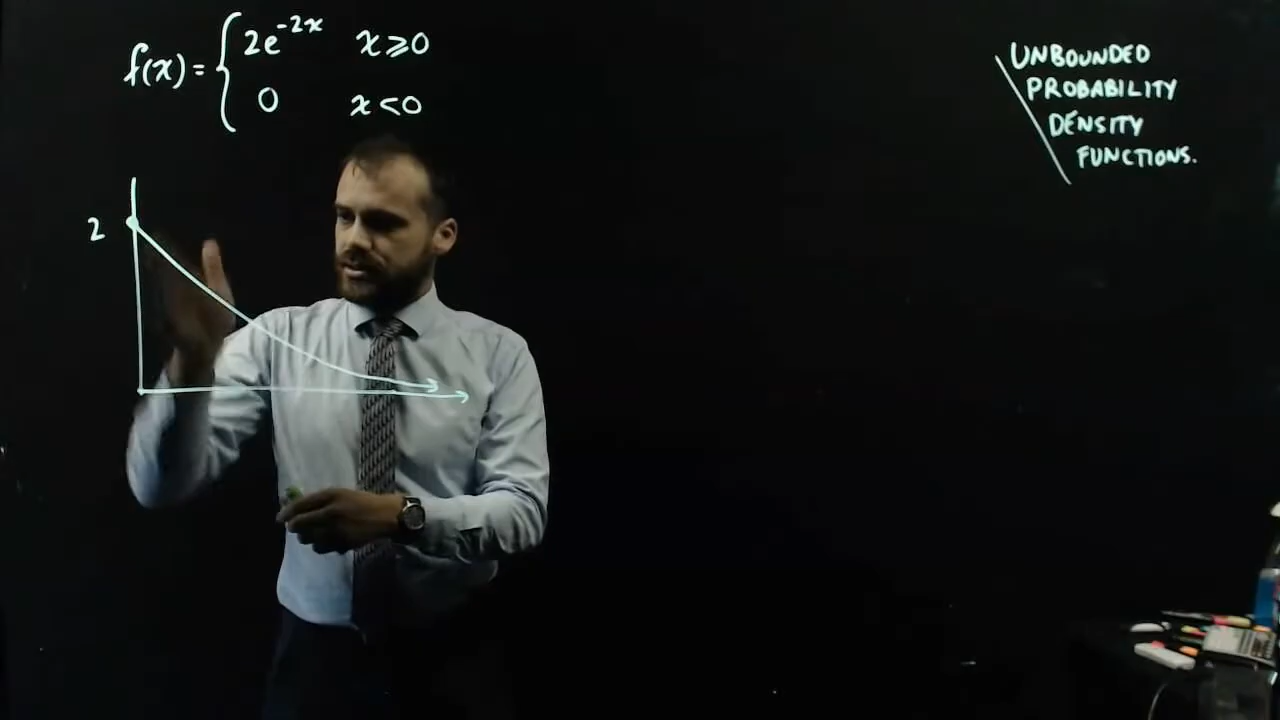 f(x) = { 2e^{-2x} x ⩾ 0
0 x < 0
UNBOUNDED
PROBABILITY
DENSITY
FUNCTIONS.
2